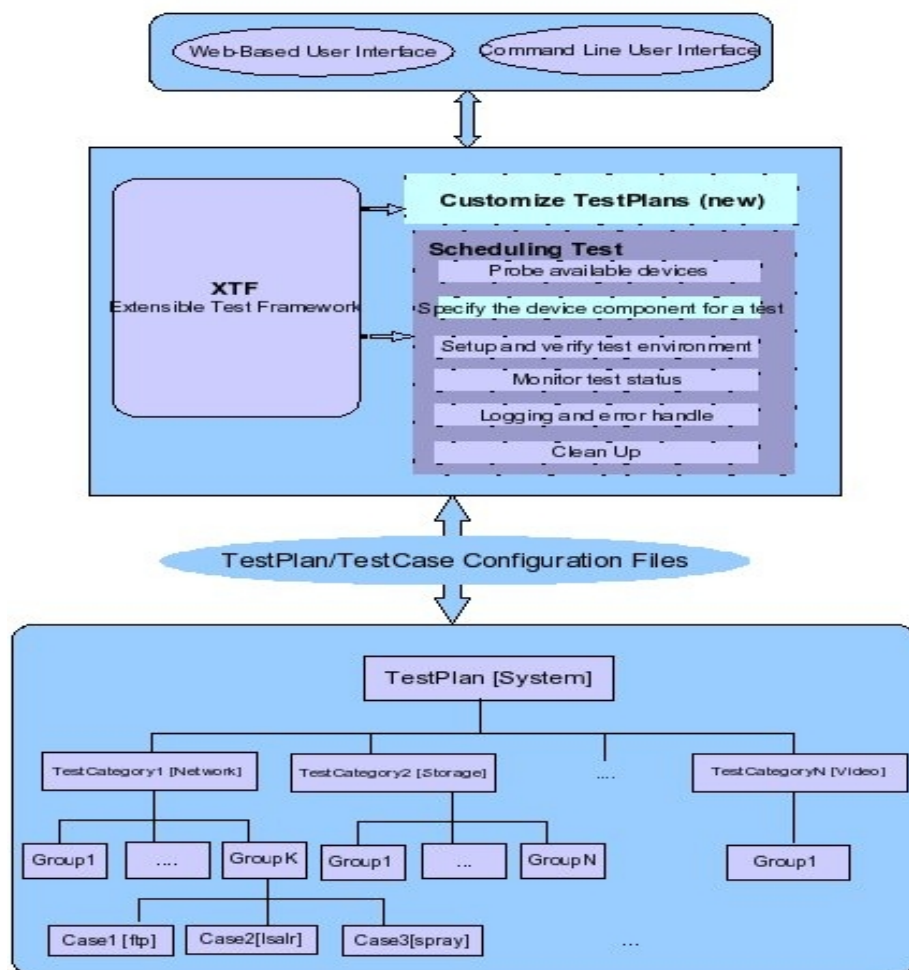 Web-Based User Interface
Command Line User Interface
Customize TestPlans (new)
XTF
Extensible Test Framework
Scheduling Test
Probe available devices
Specify the device component for a test
Setup and verify test environment
Monitor test status
Logging and error handle
Clean Up
TestPlan/TestCase Configuration Files
TestPlan [System]
TestCategory1 [Network]
TestCategory2 [Storage]
....
TestCategoryN [Video]
Group1
....
GroupK
Group1
...
GroupN
Group1
Case1 [ftp]
Case2[lsalr]
Case3[spray]
...